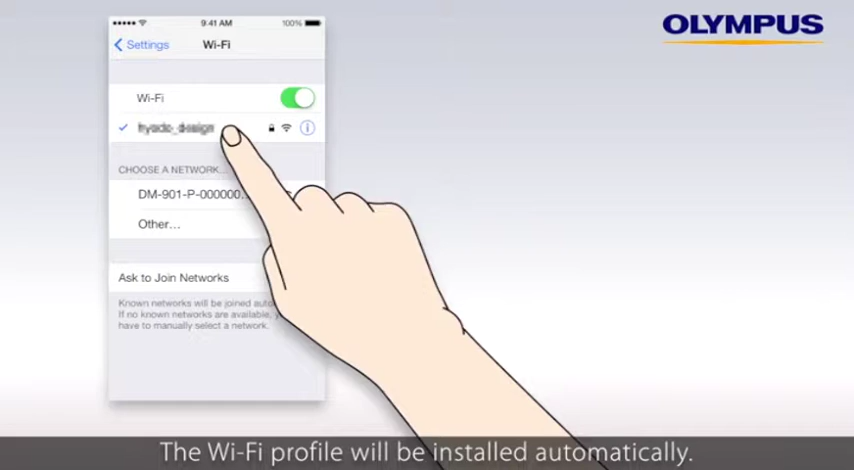 9:41 AM 100%
OLYMPUS
Settings Wi-Fi
Wi-Fi
CHOOSE A NETWORK...
DM-901-P-000000...
Other...
Ask to Join Networks
Known networks will be joined
If no known networks are available,
have to manually select a network.
The Wi-Fi profile will be installed automatically.